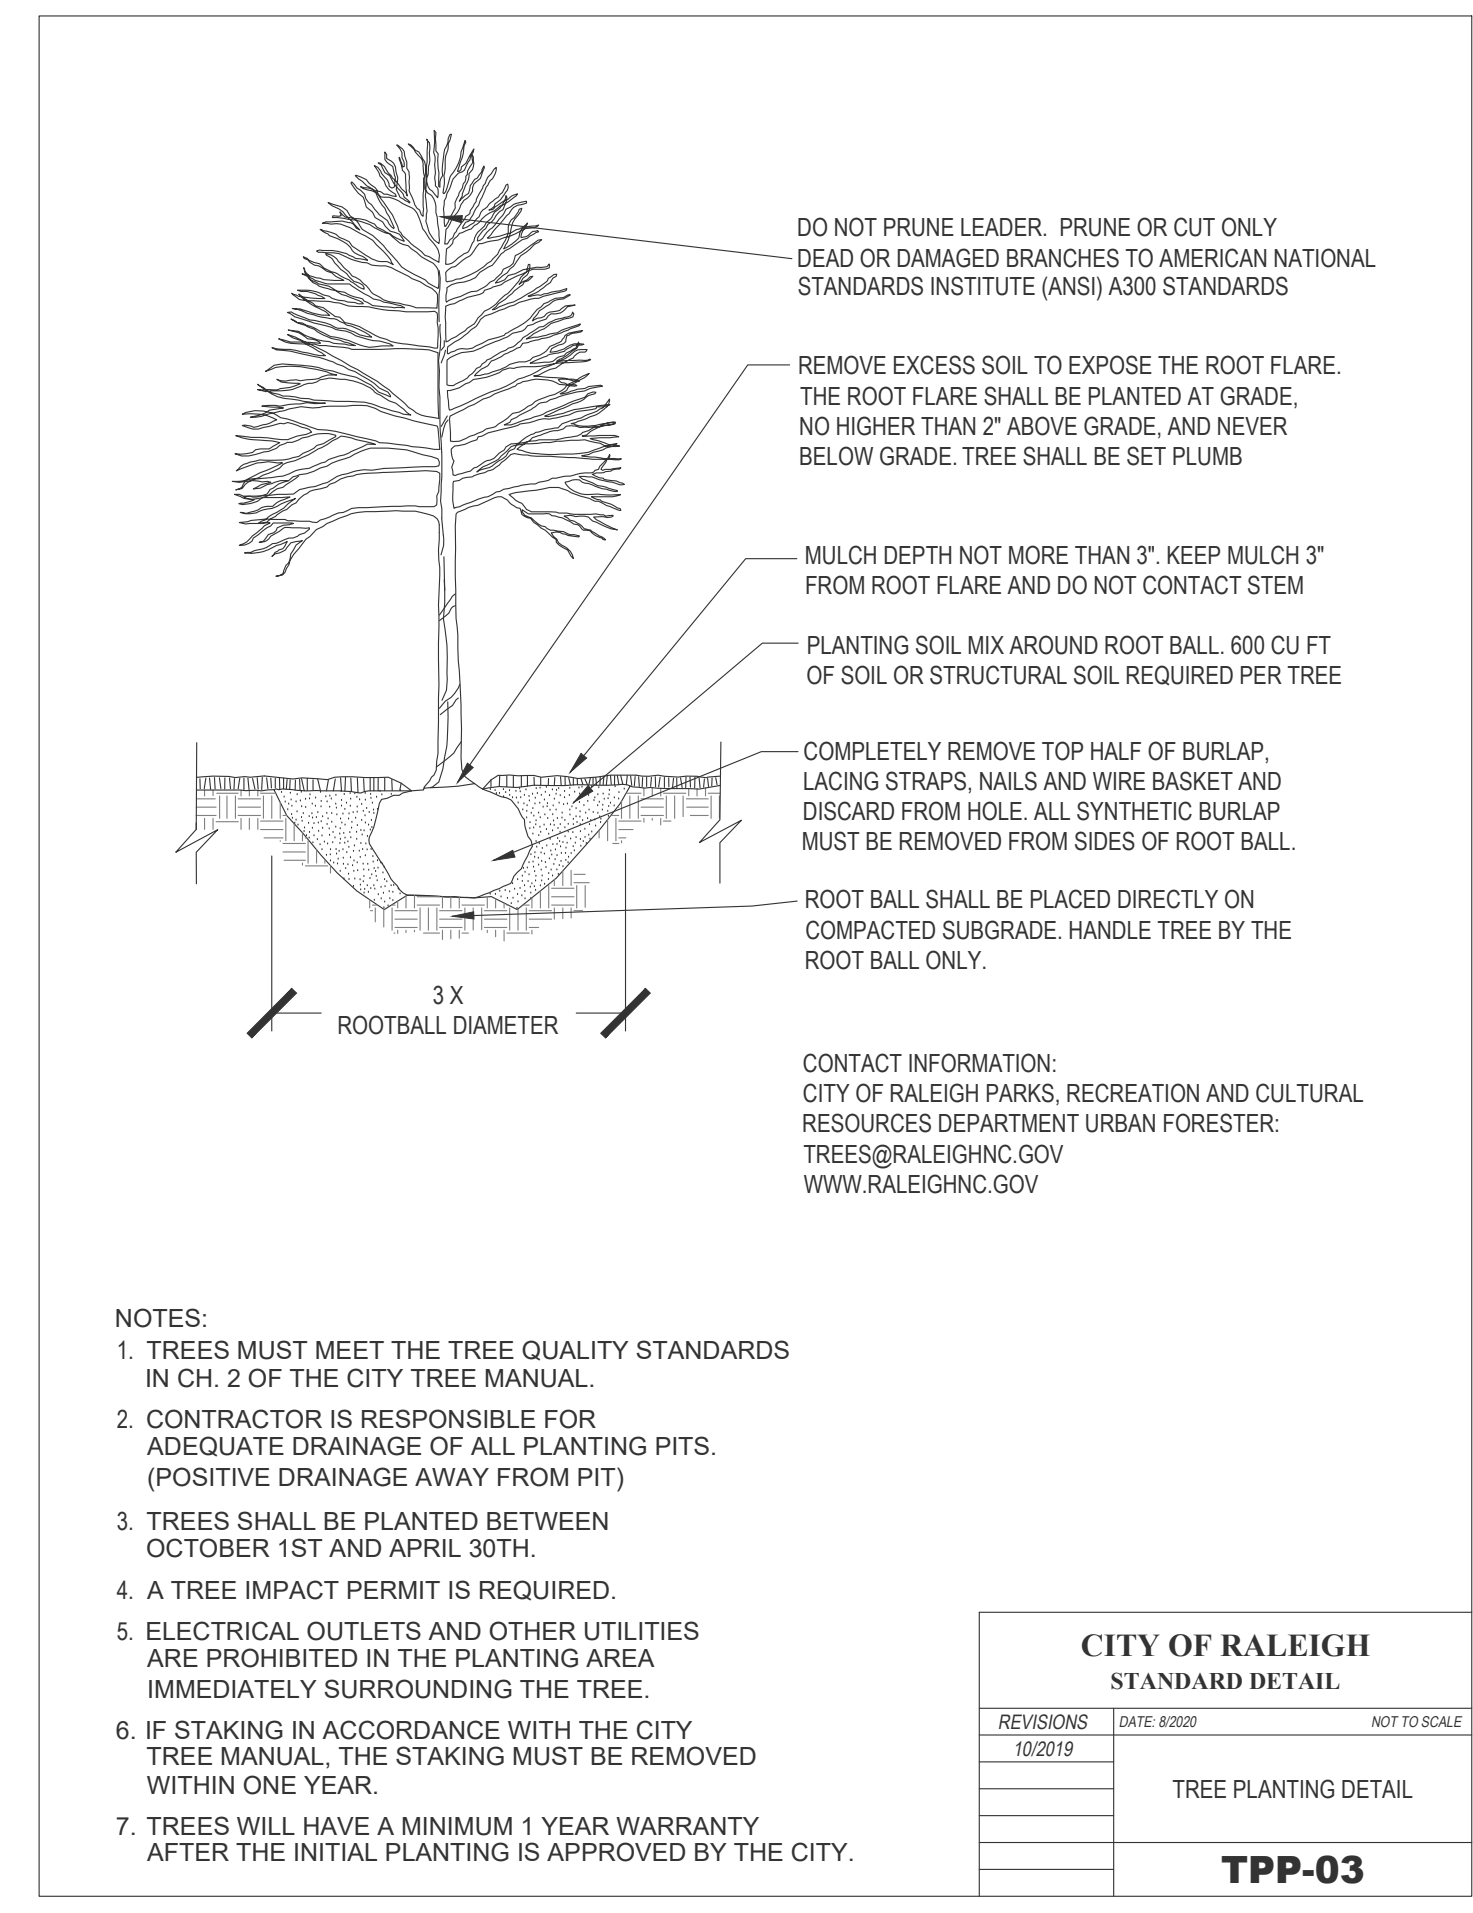 DO NOT PRUNE LEADER. PRUNE OR CUT ONLY
DEAD OR DAMAGED BRANCHES TO AMERICAN NATIONAL
STANDARDS INSTITUTE (ANSI) A300 STANDARDS
REMOVE EXCESS SOIL TO EXPOSE THE ROOT FLARE.
THE ROOT FLARE SHALL BE PLANTED AT GRADE,
NO HIGHER THAN 2" ABOVE GRADE, AND NEVER
BELOW GRADE. TREE SHALL BE SET PLUMB
MULCH DEPTH NOT MORE THAN 3". KEEP MULCH 3"
FROM ROOT FLARE AND DO NOT CONTACT STEM
PLANTING SOIL MIX AROUND ROOT BALL. 600 CU FT
OF SOIL OR STRUCTURAL SOIL REQUIRED PER TREE
COMPLETELY REMOVE TOP HALF OF BURLAP,
LACING STRAPS, NAILS AND WIRE BASKET AND
DISCARD FROM HOLE. ALL SYNTHETIC BURLAP
MUST BE REMOVED FROM SIDES OF ROOT BALL.
ROOT BALL SHALL BE PLACED DIRECTLY ON
COMPACTED SUBGRADE. HANDLE TREE BY THE
ROOT BALL ONLY.
3 X
ROOTBALL DIAMETER
CONTACT INFORMATION:
CITY OF RALEIGH PARKS, RECREATION AND CULTURAL
RESOURCES DEPARTMENT URBAN FORESTER:
TREES@RALEIGHNC.GOV
WWW.RALEIGHNC.GOV
NOTES:
1. TREES MUST MEET THE TREE QUALITY STANDARDS
IN CH. 2 OF THE CITY TREE MANUAL.
2. CONTRACTOR IS RESPONSIBLE FOR
ADEQUATE DRAINAGE OF ALL PLANTING PITS.
(POSITIVE DRAINAGE AWAY FROM PIT)
3. TREES SHALL BE PLANTED BETWEEN
OCTOBER 1ST AND APRIL 30TH.
4. A TREE IMPACT PERMIT IS REQUIRED.
5. ELECTRICAL OUTLETS AND OTHER UTILITIES
ARE PROHIBITED IN THE PLANTING AREA
IMMEDIATELY SURROUNDING THE TREE.
6. IF STAKING IN ACCORDANCE WITH THE CITY
TREE MANUAL, THE STAKING MUST BE REMOVED
WITHIN ONE YEAR.
7. TREES WILL HAVE A MINIMUM 1 YEAR WARRANTY
AFTER THE INITIAL PLANTING IS APPROVED BY THE CITY.
CITY OF RALEIGH
STANDARD DETAIL
REVISIONS
DATE: 8/2020
NOT TO SCALE
10/2019
TREE PLANTING DETAIL
TPP-03